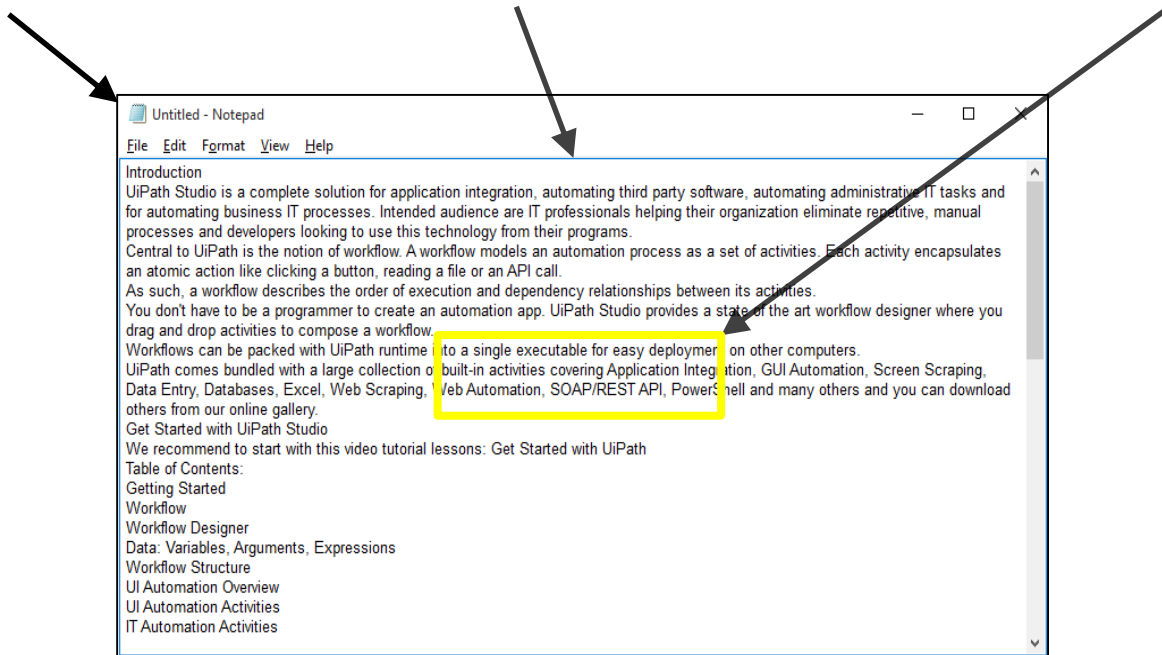 Untitled - Notepad
File Edit Format View Help
Introduction
UiPath Studio is a complete solution for application integration, automating third party software, automating administrative IT tasks and
for automating business IT processes. Intended audience are IT professionals helping their organization eliminate repetitive, manual
processes and developers looking to use this technology from their programs.
Central to UiPath is the notion of workflow. A workflow models an automation process as a set of activities. Each activity encapsulates
an atomic action like clicking a button, reading a file or an API call.
As such, a workflow describes the order of execution and dependency relationships between its activities.
You don't have to be a programmer to create an automation app. UiPath Studio provides a state of the art workflow designer where you
drag and drop activities to compose a workflow.
Workflows can be packed with UiPath runtime into a single executable for easy deployment on other computers.
UiPath comes bundled with a large collection of built-in activities covering Application Integration, GUI Automation, Screen Scraping,
Data Entry, Databases, Excel, Web Scraping, Web Automation, SOAP/REST API, PowerShell and many others and you can download
others from our online gallery.
Get Started with UiPath Studio
We recommend to start with this video tutorial lessons: Get Started with UiPath
Table of Contents:
Getting Started
Workflow
Workflow Designer
Data: Variables, Arguments, Expressions
Workflow Structure
UI Automation Overview
UI Automation Activities
IT Automation Activities